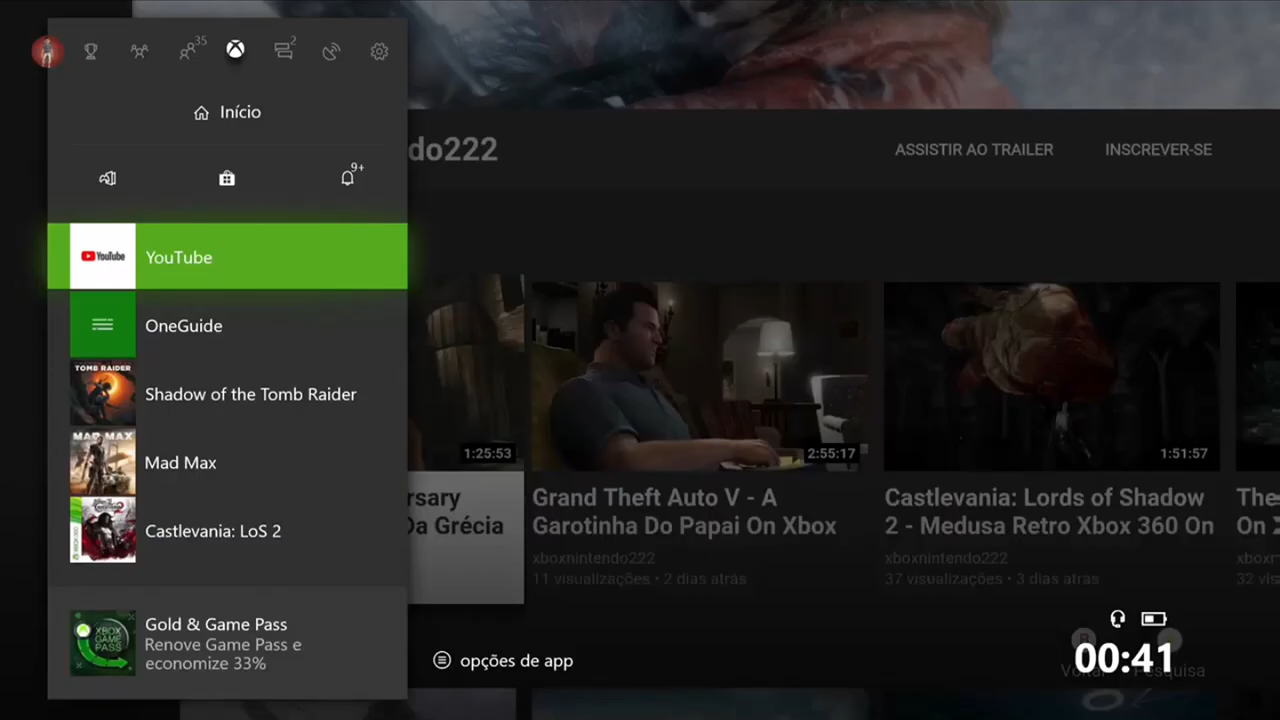 35
2
Início
9+
do222
ASSISTIR AO TRAILER
INSCREVER-SE
YouTube
YouTube
OneGuide
TOMB RAIDER
Shadow of the Tomb Raider
MAD MAX
Mad Max
Castlevania: LoS 2
XBOX
GAME
PASS
Gold & Game Pass
Renove Game Pass e
economize 33%
1:25:53
rsary
Da Grécia
2:55:17
Grand Theft Auto V - A
Garotinha Do Papai On Xbox
xboxnintendo222
11 visualizações • 2 dias atrás
1:51:57
Castlevania: Lords of Shadow
2 - Medusa Retro Xbox 360 On
xboxnintendo222
37 visualizações • 3 dias atrás
The
On X
xboxr
32 vis
opções de app
00:41
Voltar
Pesquisa